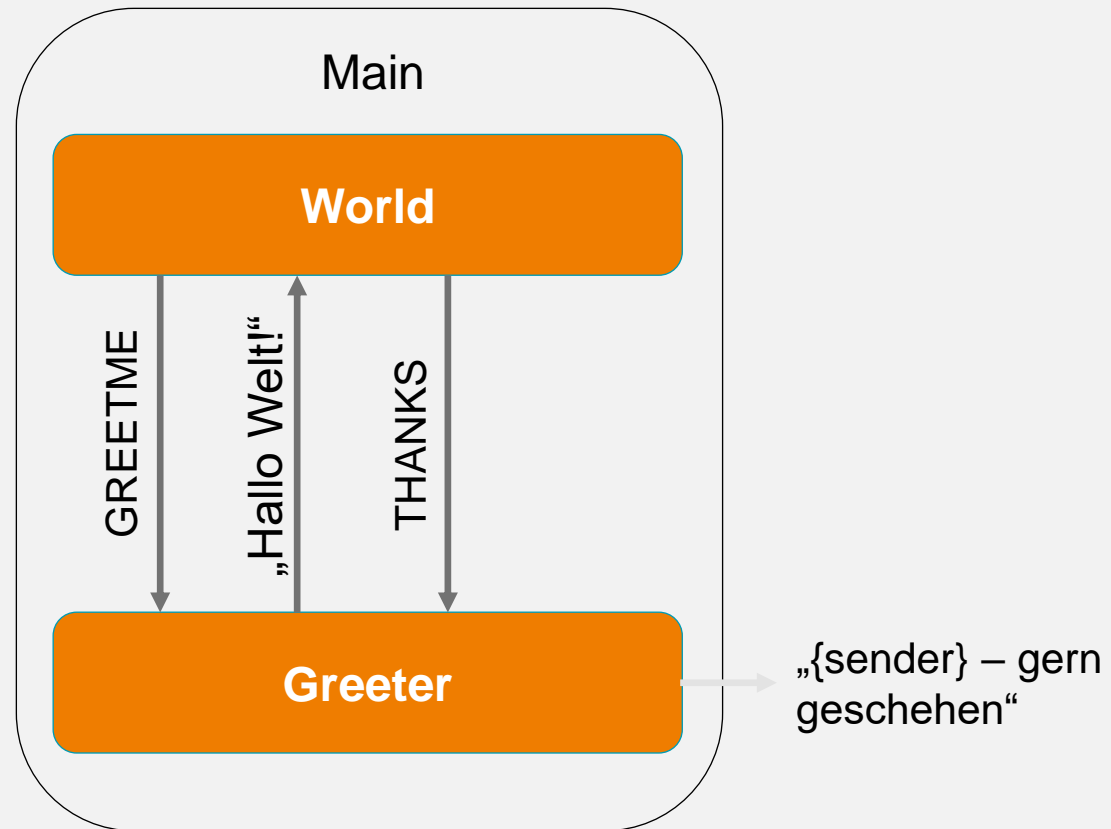 Main
World
GREETME
„Hallo Welt!“
THANKS
Greeter
„{sender} – gern
geschehen“